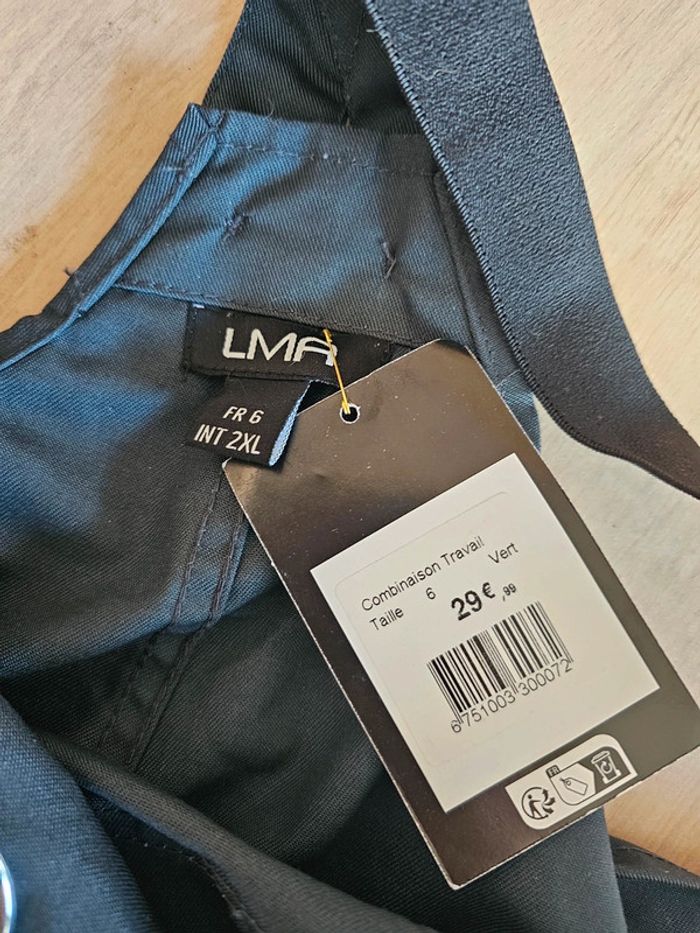 LMA
FR 6
INT 2XL
Combinaison Travail
Taille 6 Vert
29€,99
6 751003 300072
FR